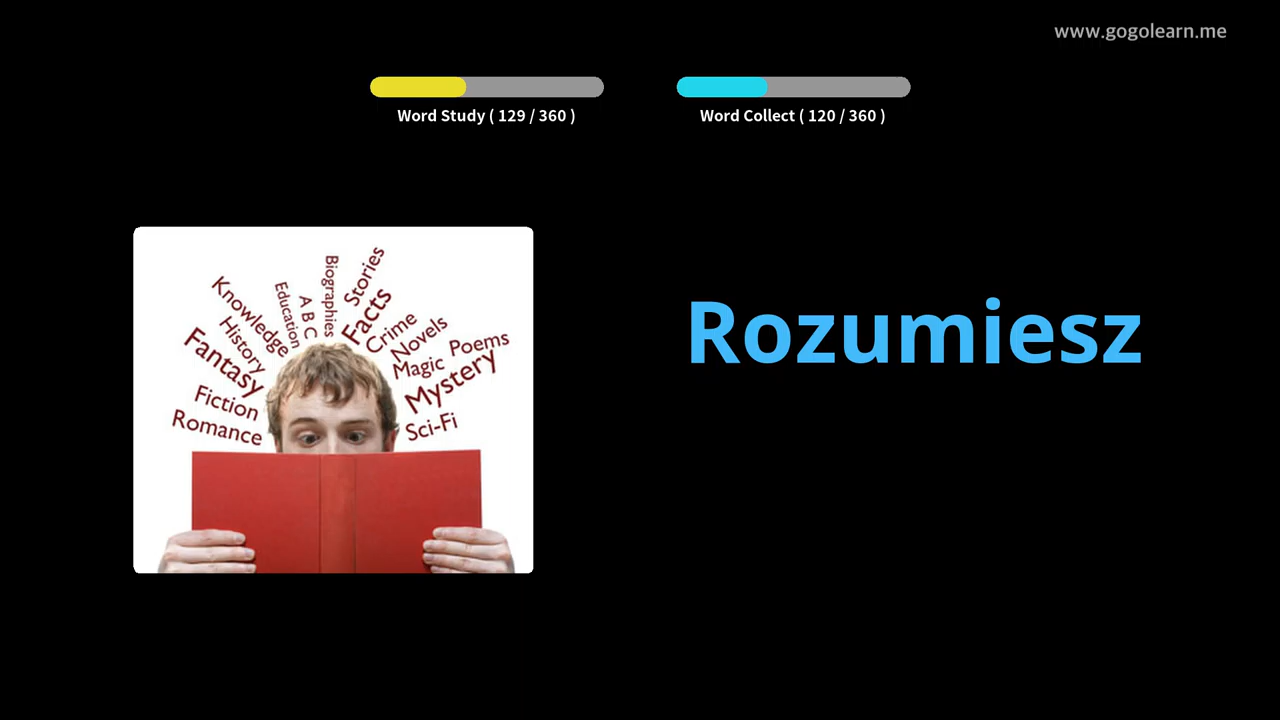 www.gogolearn.me
Word Study ( 129 / 360 )
Word Collect ( 120 / 360 )
Rozumiesz
Biographies
Stories
Education
A B C
Facts
Knowledge
History
Crime
Novels
Poems
Fantasy
Magic
Mystery
Fiction
Romance
Sci-Fi